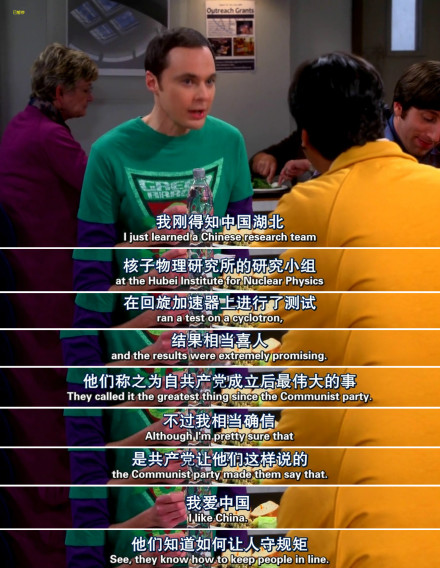 Outreach Grants
我刚得知中国湖北
I just learned a Chinese research team
核子物理研究所的研究小组
at the Hubei Institute for Nuclear Physics
在回旋加速器上进行了测试
ran a test on a cyclotron,
结果相当喜人
and the results were extremely promising.
他们称之为自共产党成立后最伟大的事
They called it the greatest thing since the Communist party.
不过我相当确信
Although I'm pretty sure that
是共产党让他们这样说的
the Communist party made them say that.
我爱中国
I like China.
他们知道如何让人守规矩
See, they know how to keep people in line.